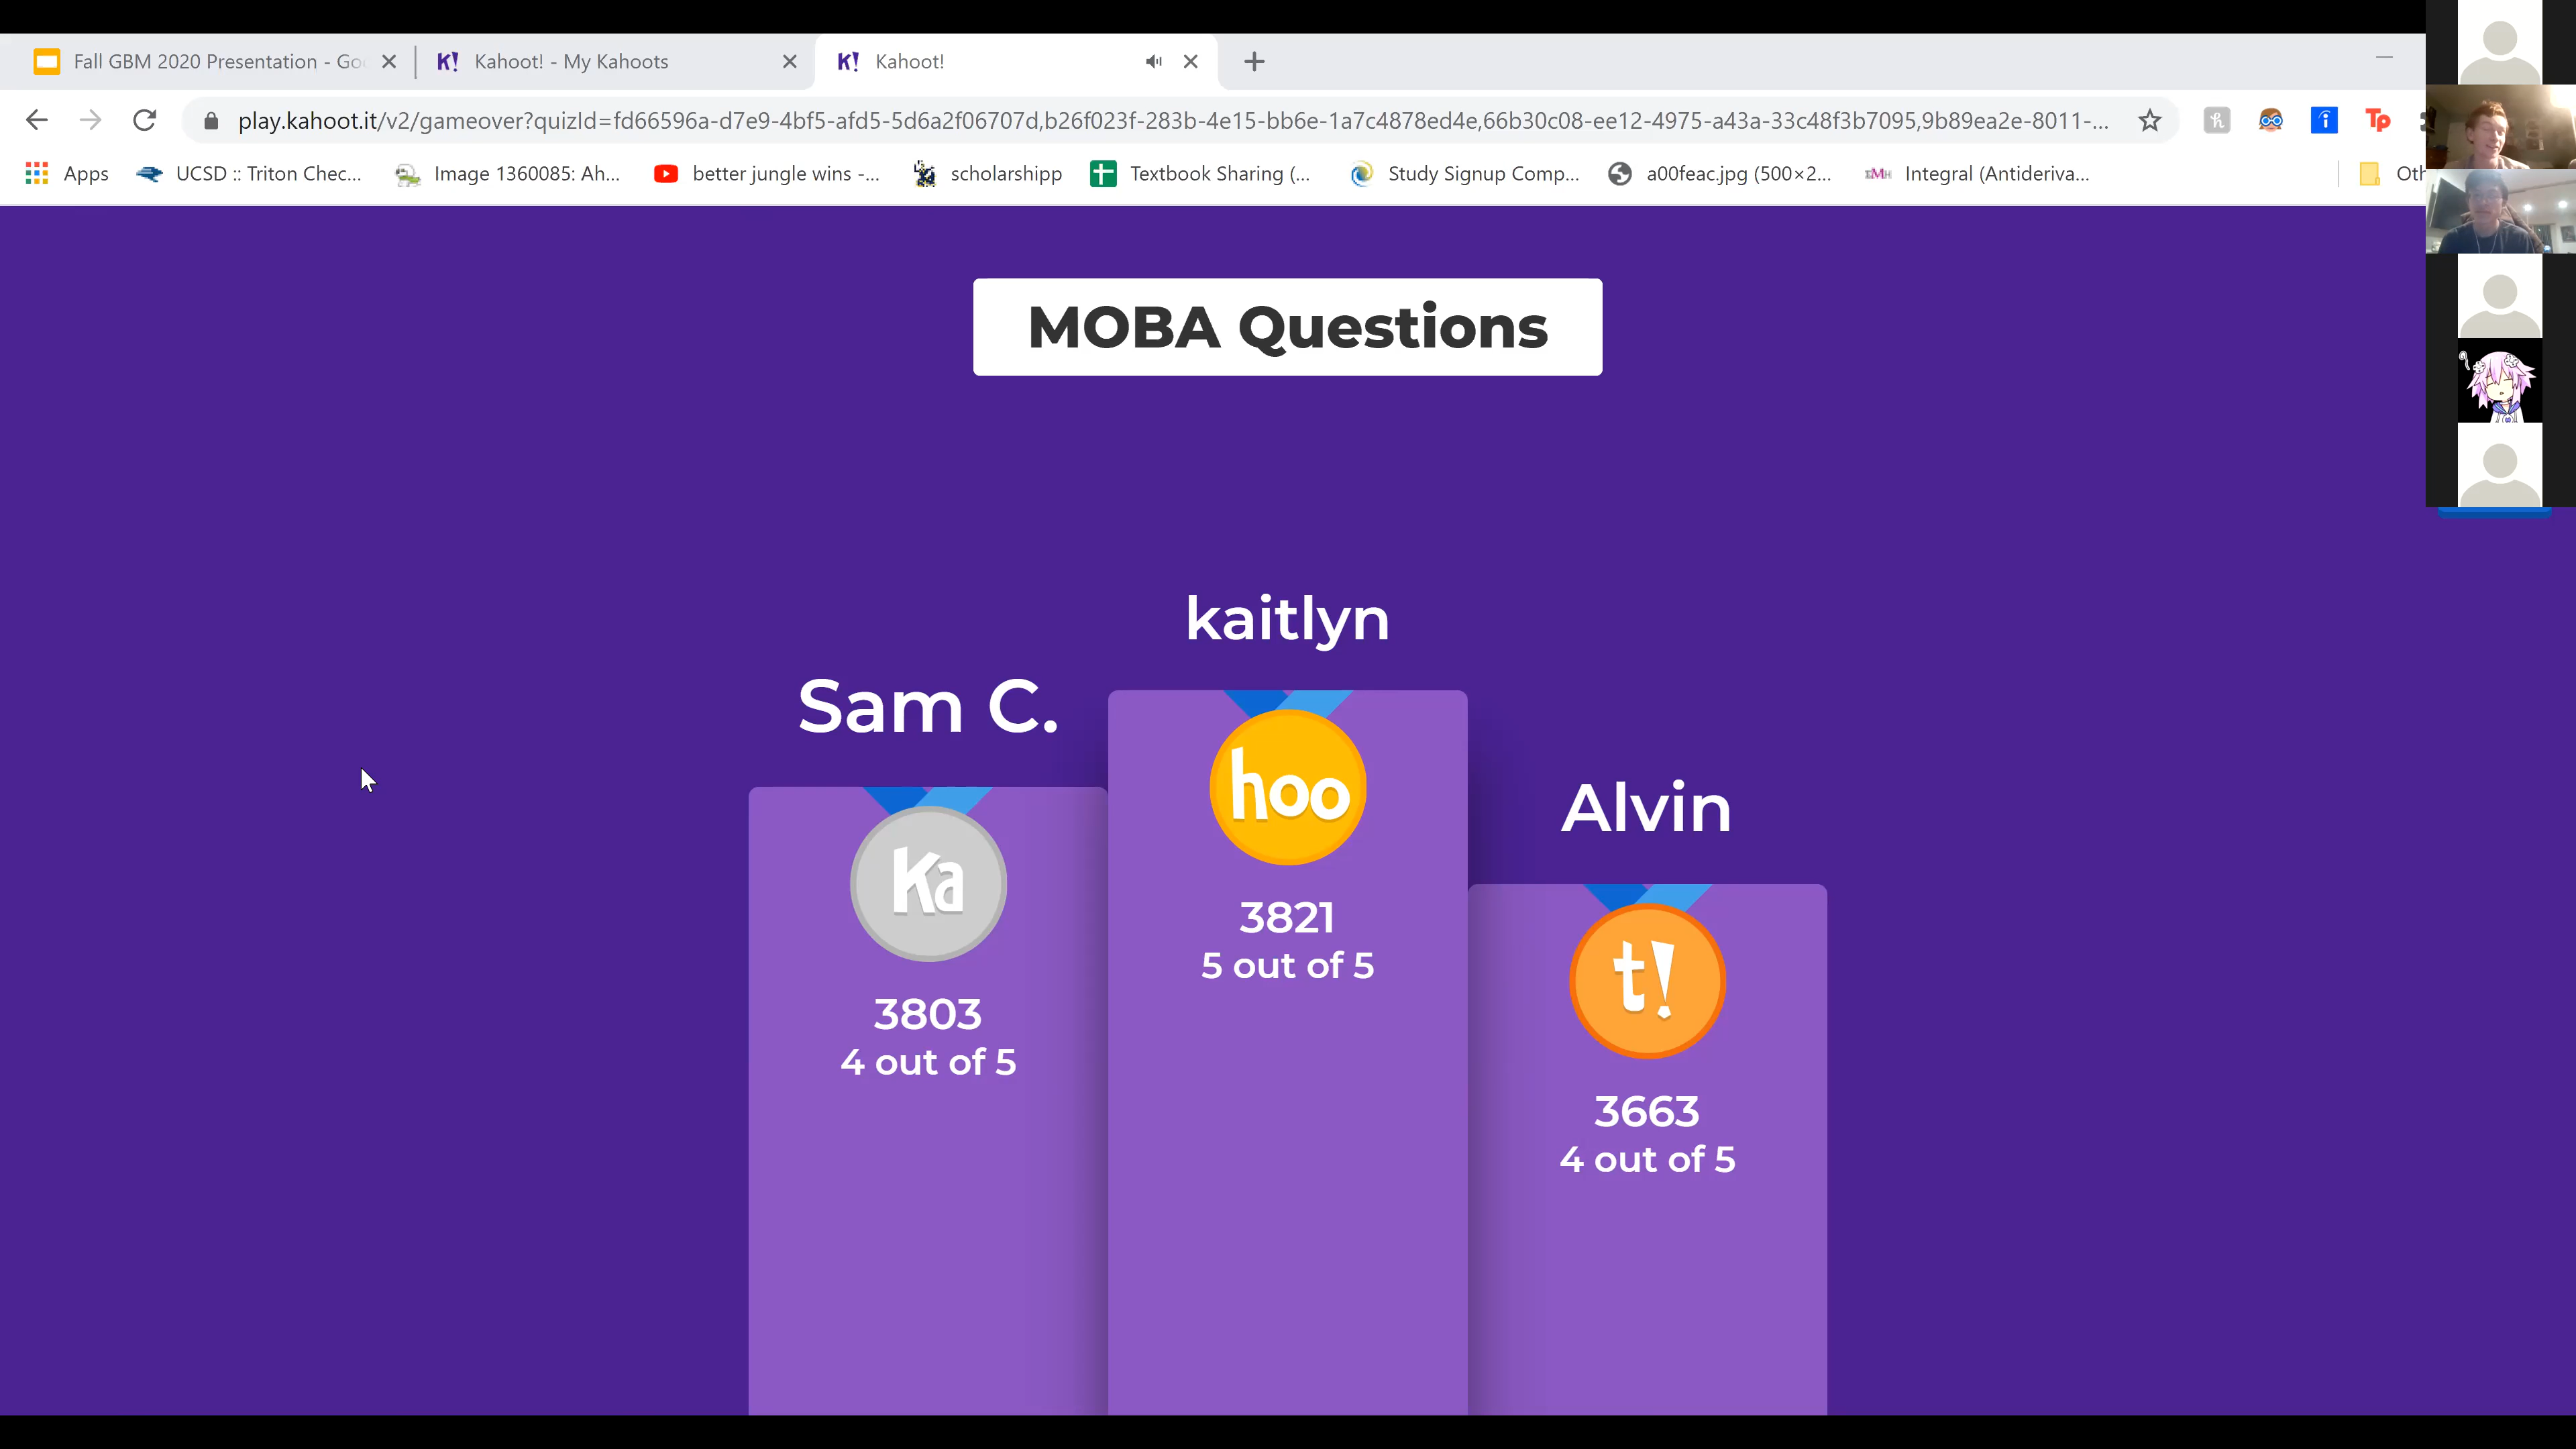 Fall GBM 2020 Presentation - Goo
Kahoot! - My Kahoots
Kahoot!
play.kahoot.it/v2/gameover?quizId=fd66596a-d7e9-4bf5-afd5-5d6a2f06707d,b26f023f-283b-4e15-bb6e-1a7c4878ed4e,66b30c08-ee12-4975-a43a-33c48f3b7095,9b89ea2e-8011-...
Apps
UCSD :: Triton Chec...
Image 1360085: Ah...
better jungle wins -...
scholarshipp
Textbook Sharing (...
Study Signup Comp...
a00feac.jpg (500×2...
Integral (Antideriva...
Oth
MOBA Questions
kaitlyn
Sam C.
Alvin
hoo
Ka
t!
3821
5 out of 5
3803
4 out of 5
3663
4 out of 5